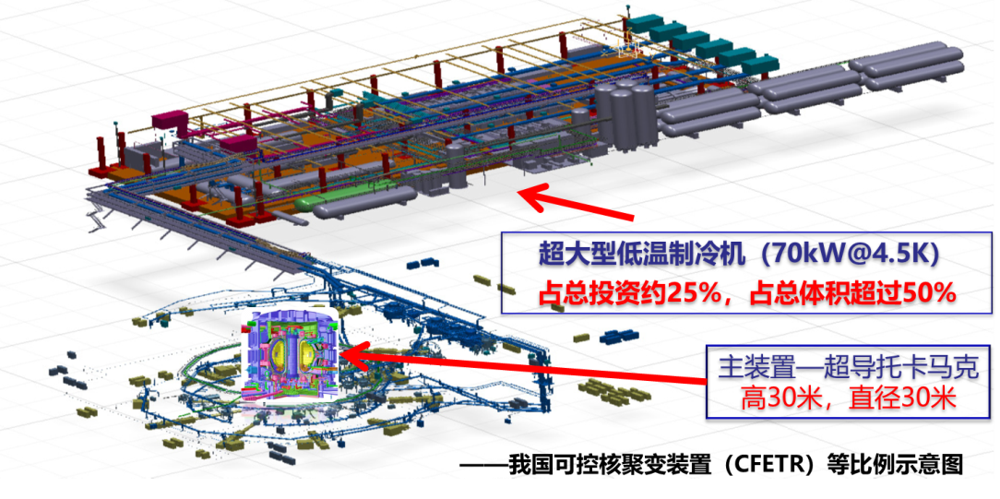 超大型低温制冷机（70kW@4.5K）
占总投资约25%，占总体积超过50%
主装置—超导托卡马克
高30米，直径30米
——我国可控核聚变装置（CFETR）等比例示意图